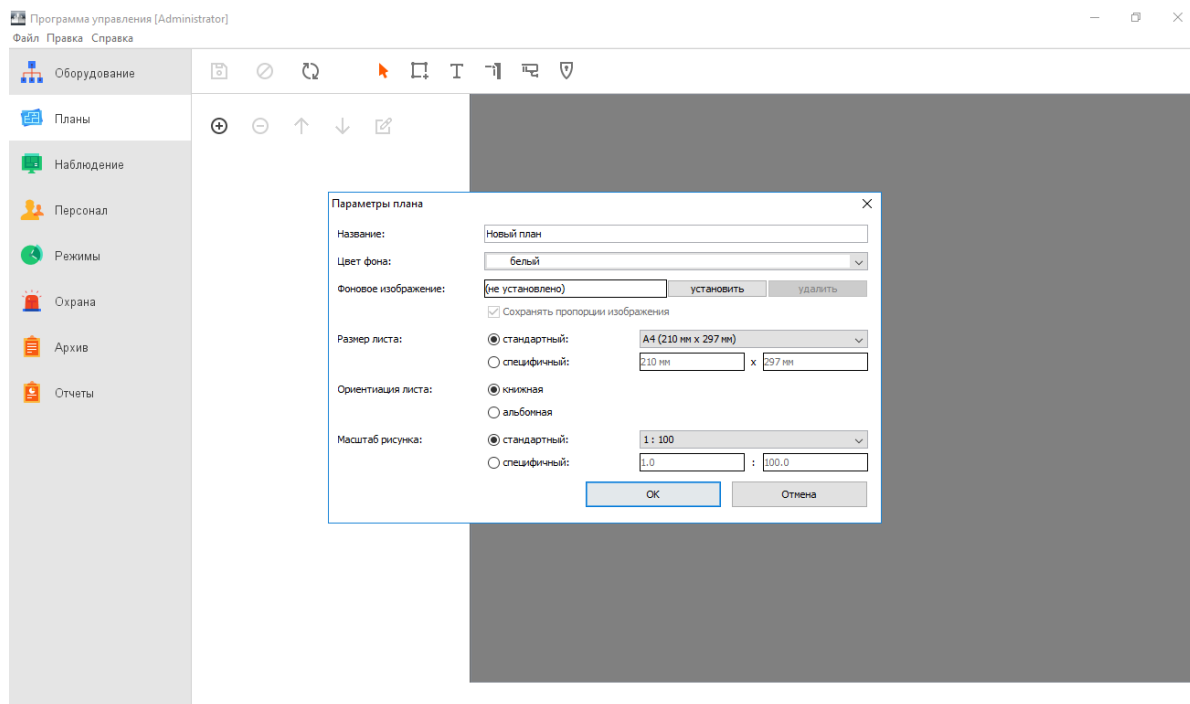 Программа управления [Administrator]
Файл Правка Справка
Оборудование
Планы
Наблюдение
Персонал
Режимы
Охрана
Архив
Отчеты
Параметры плана
Название: Новый план
Цвет фона: белый
Фоновое изображение: (не установлено) установить удалить
Сохранять пропорции изображения
Размер листа: стандартный: A4 (210 мм x 297 мм)
специфичный: 210 мм x 297 мм
Ориентиация листа: книжная
альбомная
Масштаб рисунка: стандартный: 1 : 100
специфичный: 1.0 : 100.0
OK Отмена